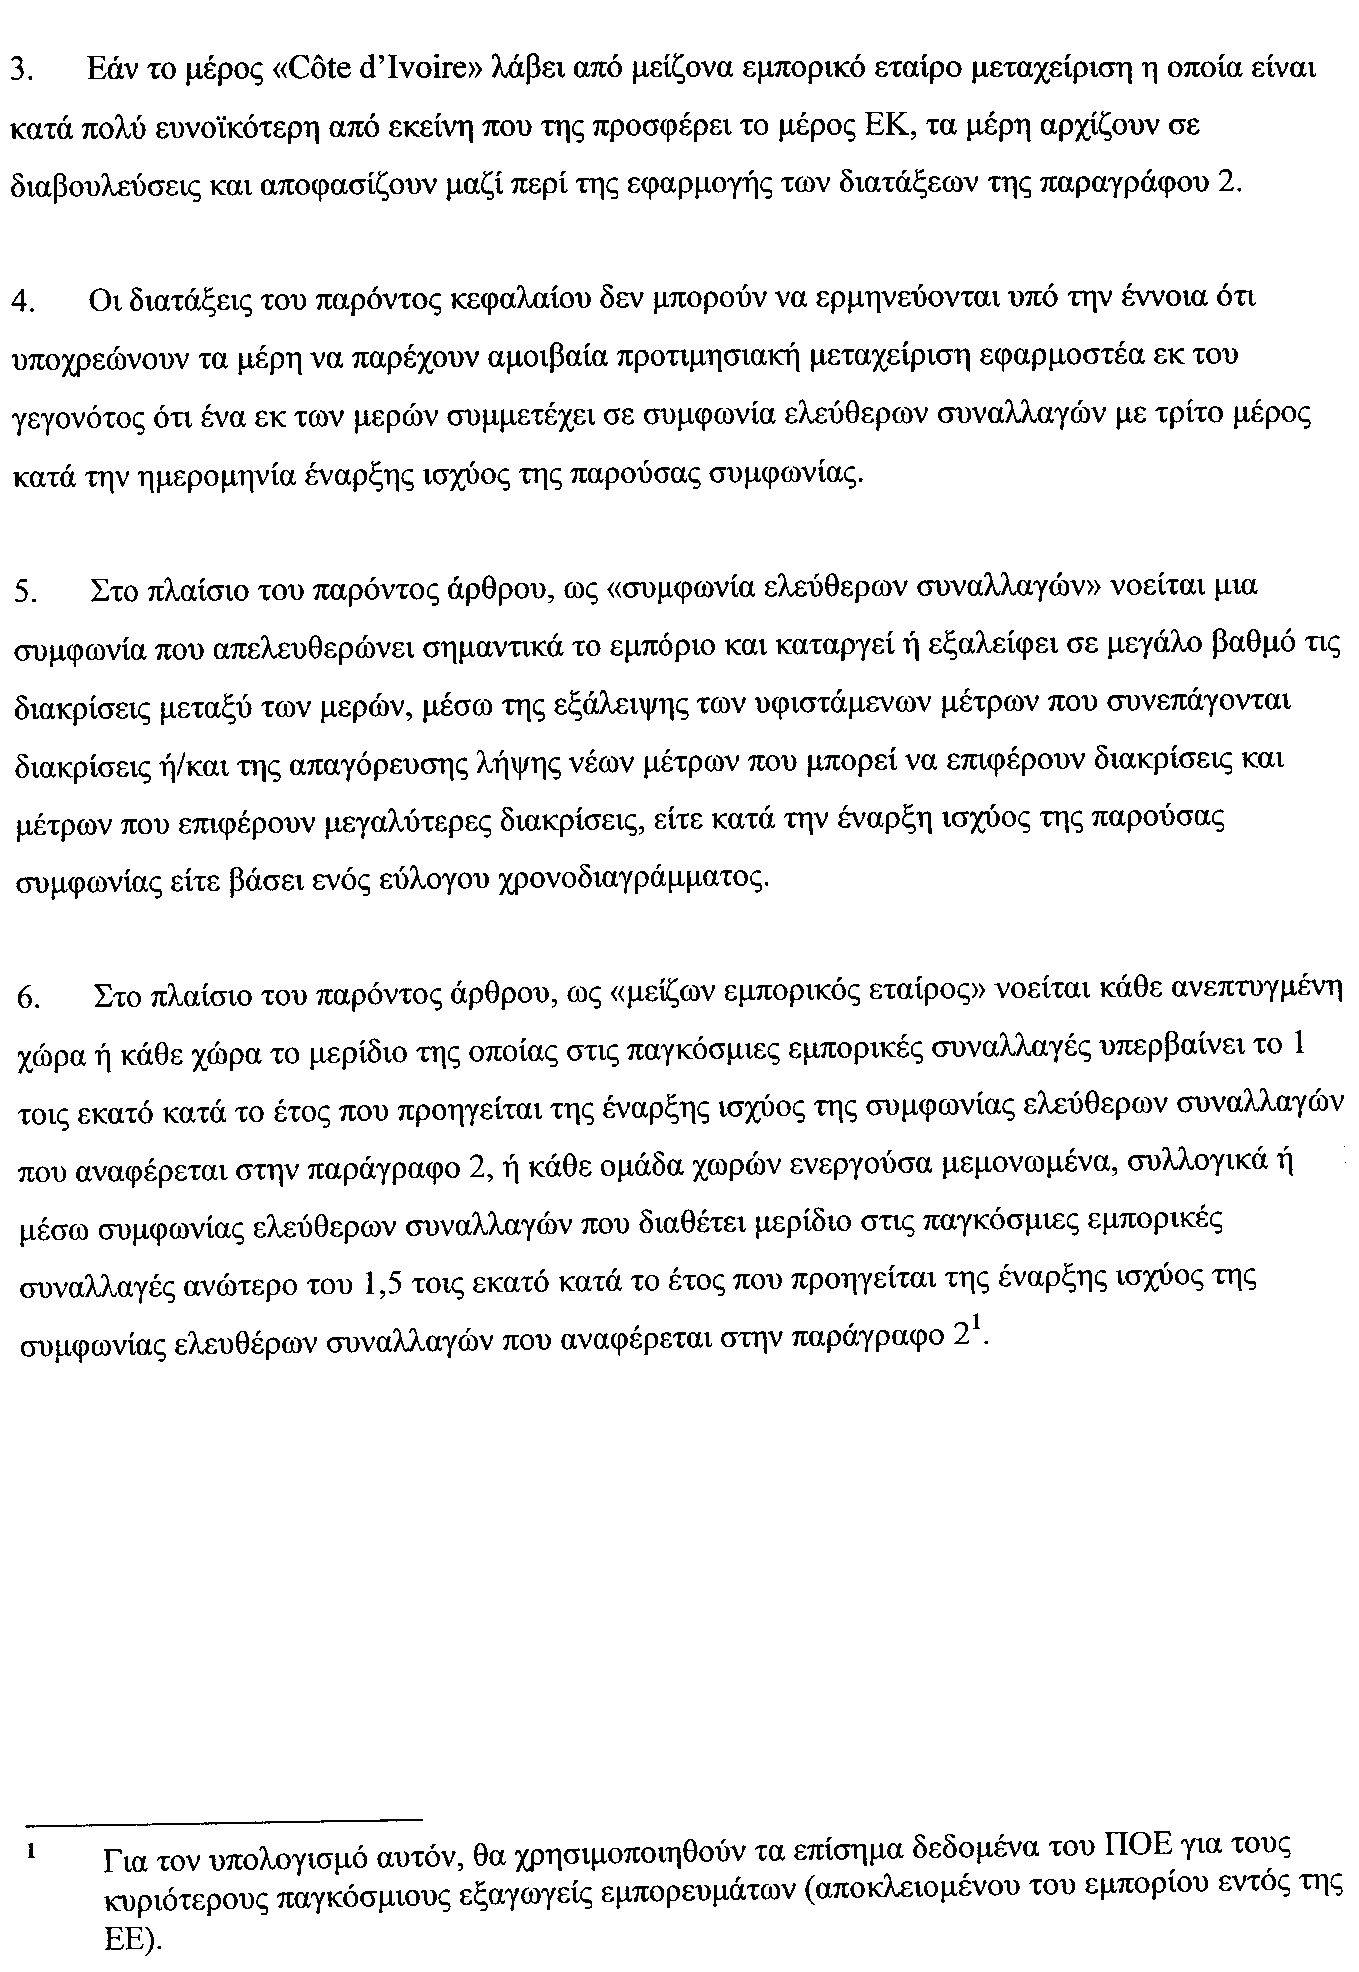 3. Εάν το μέρος «Côte d’Ivoire» λάβει από μείζονα εμπορικό εταίρο μεταχείριση η οποία είναι
κατά πολύ ευνοϊκότερη από εκείνη που της προσφέρει το μέρος ΕΚ, τα μέρη αρχίζουν σε
διαβουλεύσεις και αποφασίζουν μαζί περί της εφαρμογής των διατάξεων της παραγράφου 2.
4. Οι διατάξεις του παρόντος κεφαλαίου δεν μπορούν να ερμηνεύονται υπό την έννοια ότι
υποχρεώνουν τα μέρη να παρέχουν αμοιβαία προτιμησιακή μεταχείριση εφαρμοστέα εκ του
γεγονότος ότι ένα εκ των μερών συμμετέχει σε συμφωνία ελεύθερων συναλλαγών με τρίτο μέρος
κατά την ημερομηνία έναρξης ισχύος της παρούσας συμφωνίας.
5. Στο πλαίσιο του παρόντος άρθρου, ως «συμφωνία ελεύθερων συναλλαγών» νοείται μια
συμφωνία που απελευθερώνει σημαντικά το εμπόριο και καταργεί ή εξαλείφει σε μεγάλο βαθμό τις
διακρίσεις μεταξύ των μερών, μέσω της εξάλειψης των υφιστάμενων μέτρων που συνεπάγονται
διακρίσεις ή/και της απαγόρευσης λήψης νέων μέτρων που μπορεί να επιφέρουν διακρίσεις και
μέτρων που επιφέρουν μεγαλύτερες διακρίσεις, είτε κατά την έναρξη ισχύος της παρούσας
συμφωνίας είτε βάσει ενός εύλογου χρονοδιαγράμματος.
6. Στο πλαίσιο του παρόντος άρθρου, ως «μείζων εμπορικός εταίρος» νοείται κάθε ανεπτυγμένη
χώρα ή κάθε χώρα το μερίδιο της οποίας στις παγκόσμιες εμπορικές συναλλαγές υπερβαίνει το 1
τοις εκατό κατά το έτος που προηγείται της έναρξης ισχύος της συμφωνίας ελεύθερων συναλλαγών
που αναφέρεται στην παράγραφο 2, ή κάθε ομάδα χωρών ενεργούσα μεμονωμένα, συλλογικά ή
μέσω συμφωνίας ελεύθερων συναλλαγών που διαθέτει μερίδιο στις παγκόσμιες εμπορικές
συναλλαγές ανώτερο του 1,5 τοις εκατό κατά το έτος που προηγείται της έναρξης ισχύος της
συμφωνίας ελευθέρων συναλλαγών που αναφέρεται στην παράγραφο 2¹.
¹ Για τον υπολογισμό αυτόν, θα χρησιμοποιηθούν τα επίσημα δεδομένα του ΠΟΕ για τους
κυριότερους παγκόσμιους εξαγωγείς εμπορευμάτων (αποκλειομένου του εμπορίου εντός της
ΕΕ).